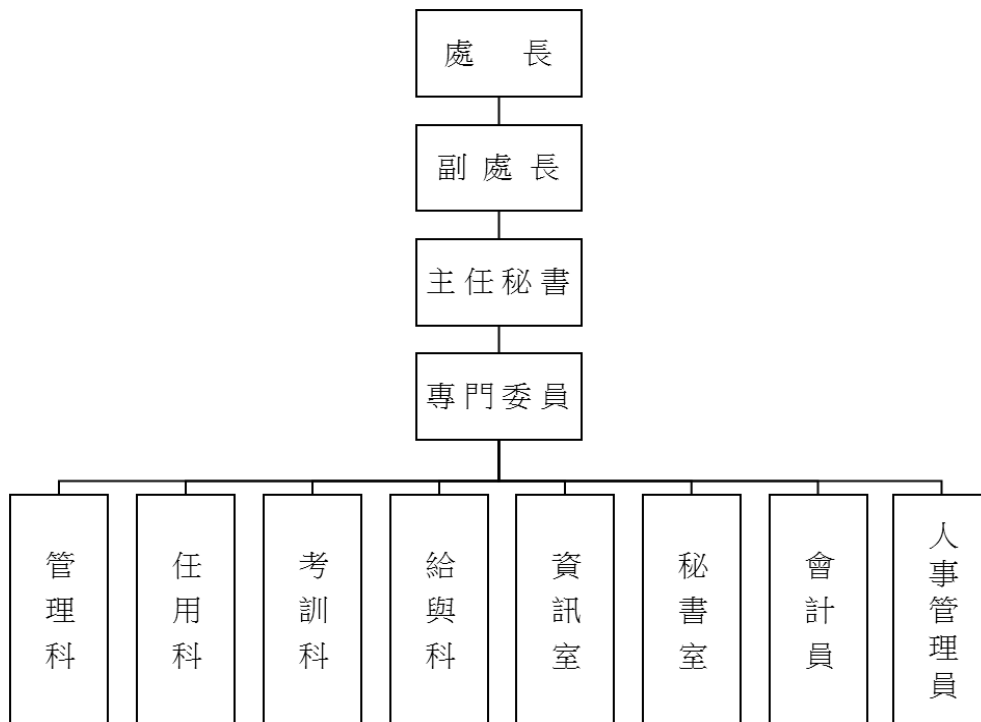 處長
副處長
主任秘書
專門委員
管理科
任用科
考訓科
給與科
資訊室
秘書室
會計員
人事管理員